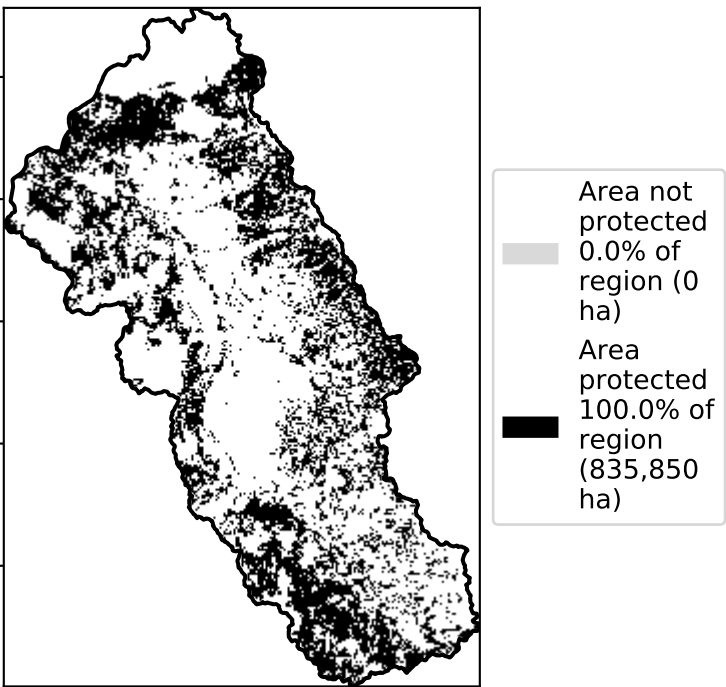 Area not
protected
0.0% of
region (0
ha)
Area
protected
100.0% of
region
(835,850
ha)